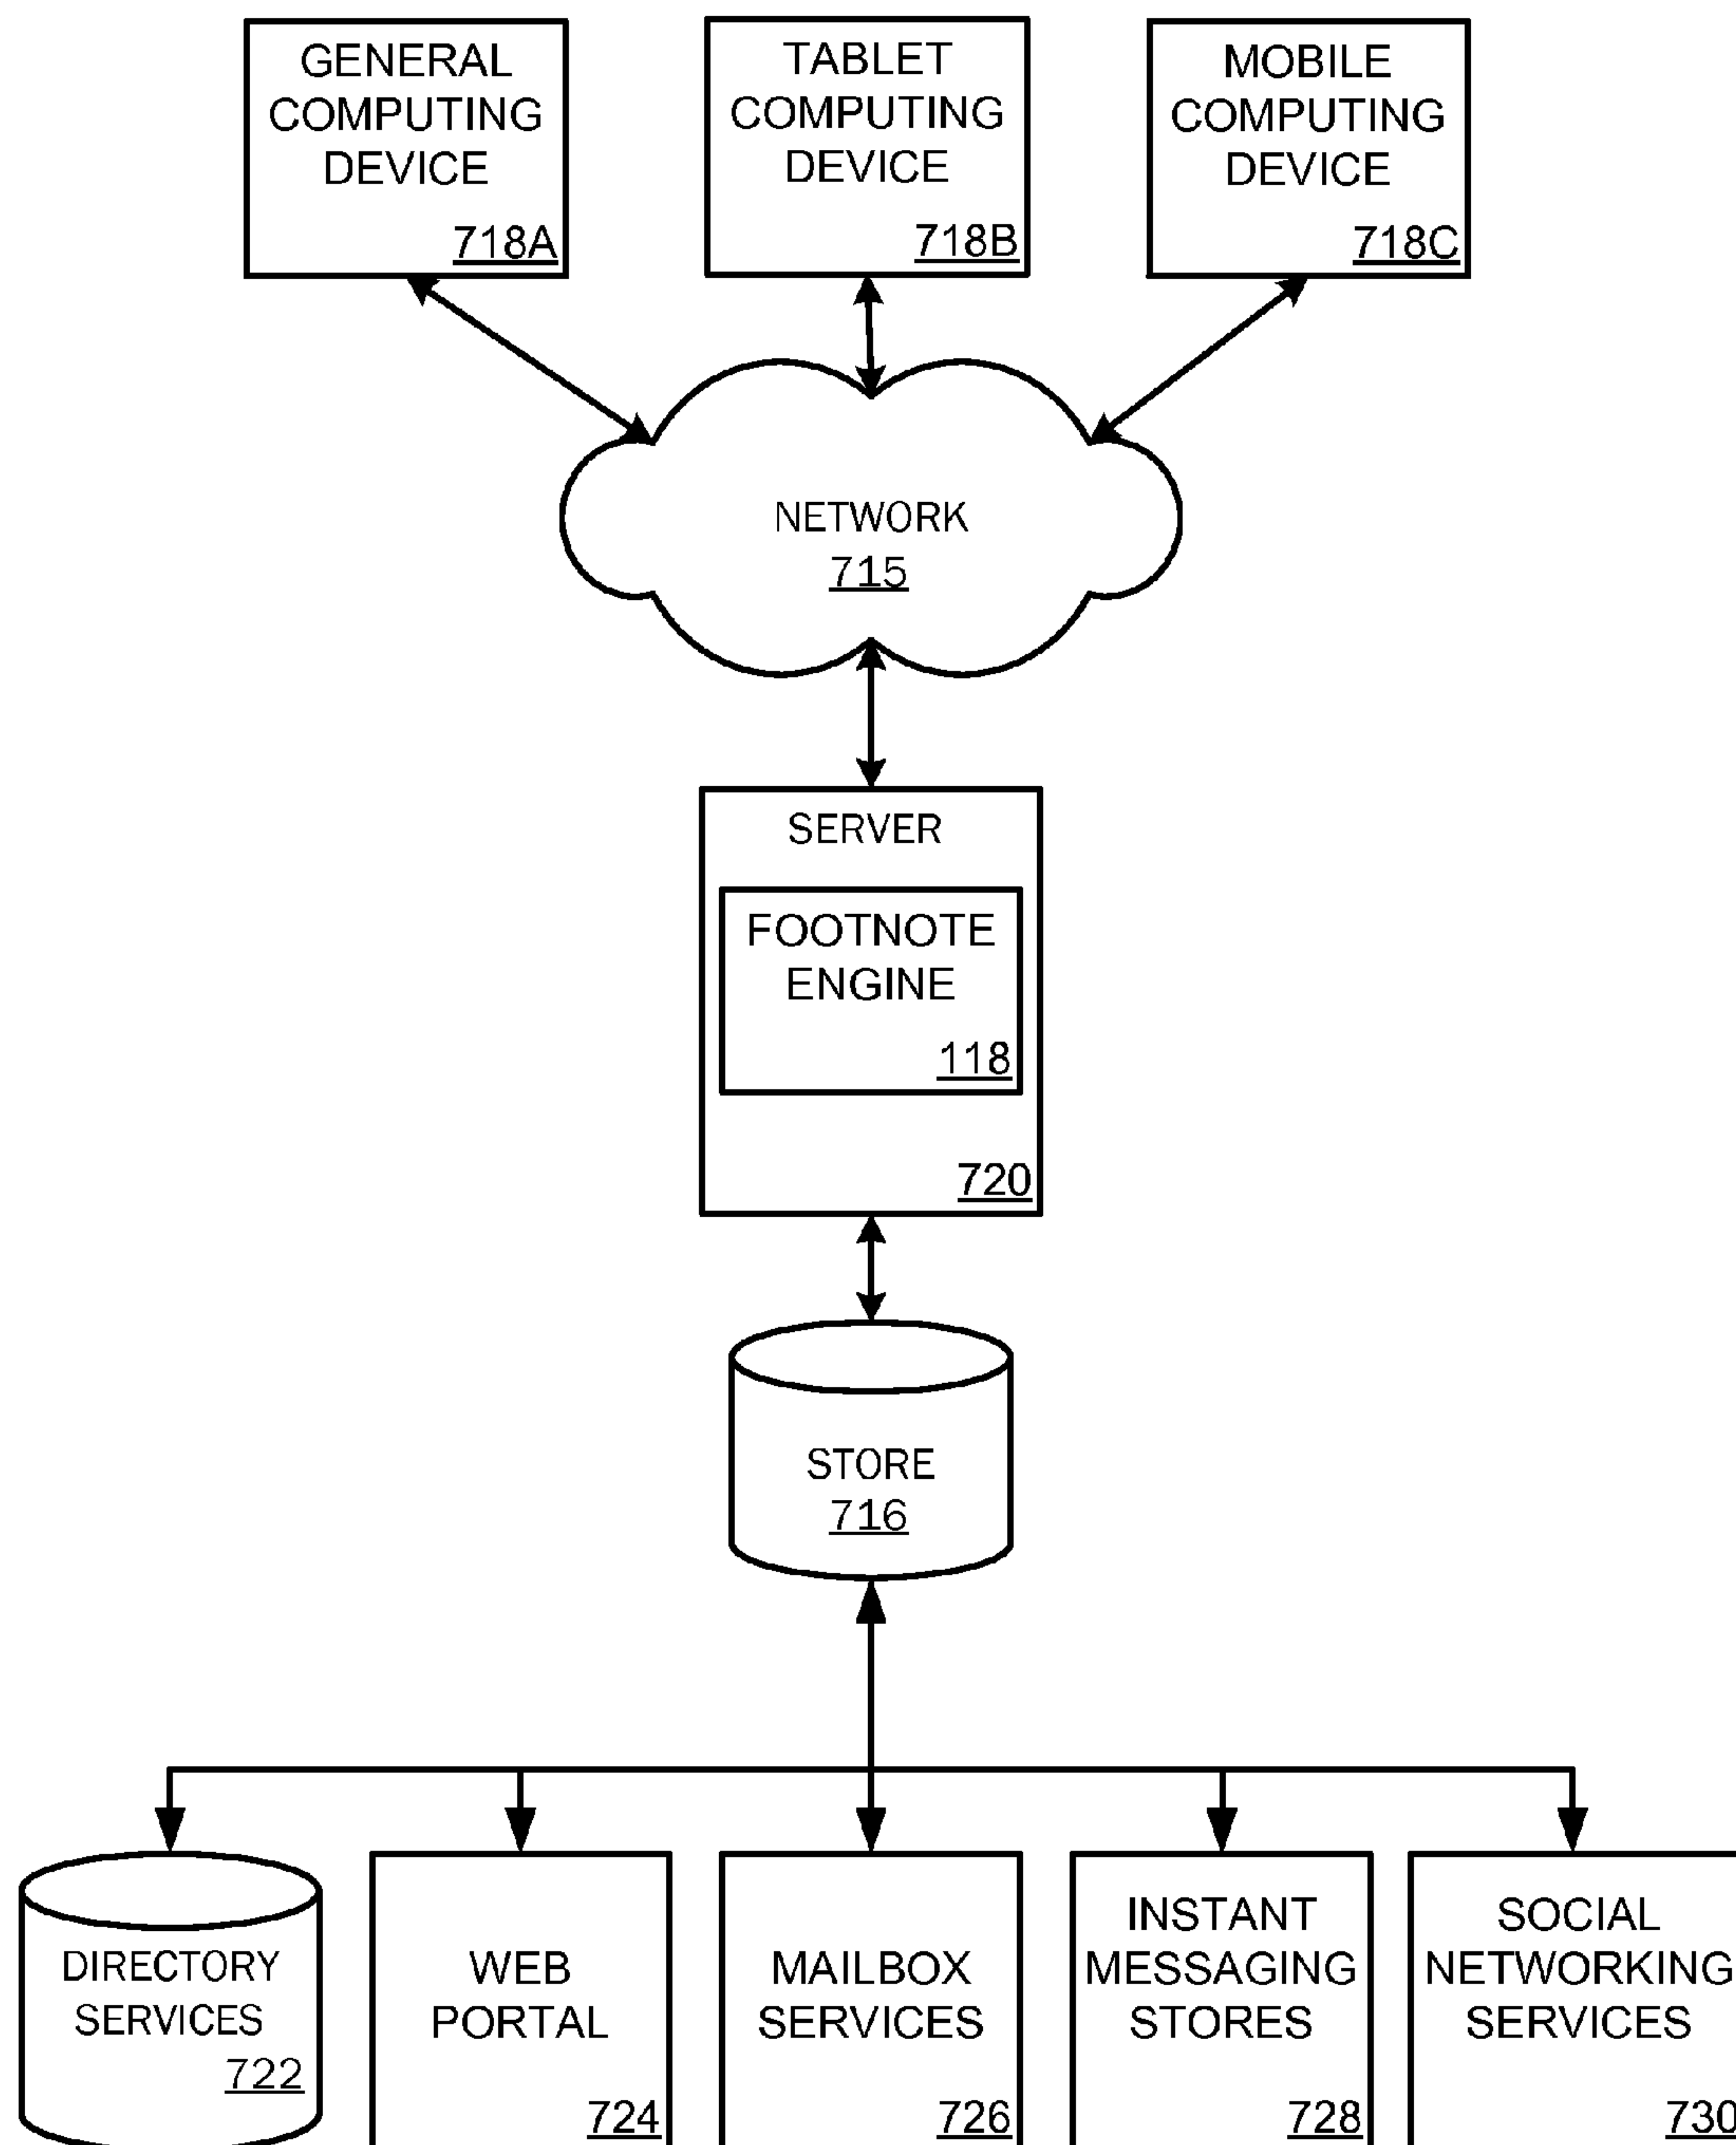 GENERAL
COMPUTING
DEVICE
718A
TABLET
COMPUTING
DEVICE
718B
MOBILE
COMPUTING
DEVICE
718C
NETWORK
715
SERVER
FOOTNOTE
ENGINE
118
720
STORE
716
DIRECTORY
SERVICES
722
WEB
PORTAL
724
MAILBOX
SERVICES
726
INSTANT
MESSAGING
STORES
728
SOCIAL
NETWORKING
SERVICES
730